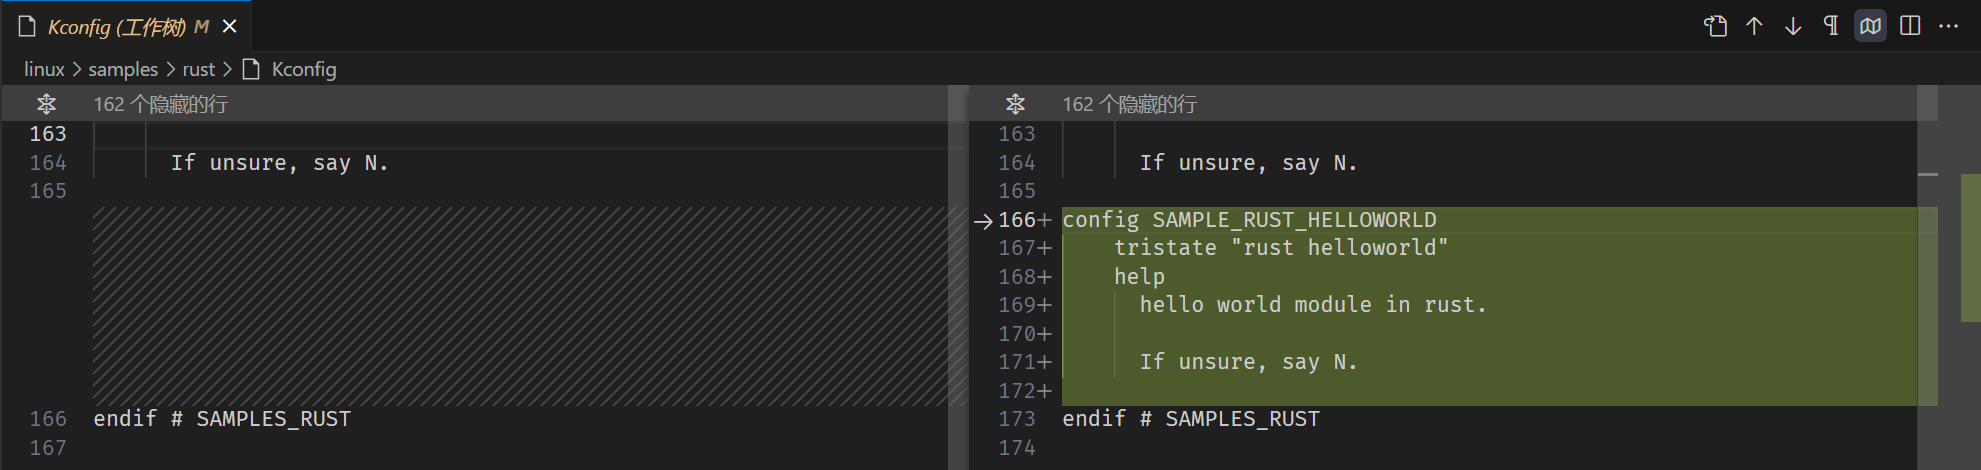 Kconfig (工作树) M
linux > samples > rust > Kconfig
162 个隐藏的行
163
164 If unsure, say N.
165
166 endif # SAMPLES_RUST
167
162 个隐藏的行
163
164 If unsure, say N.
165
166+ config SAMPLE_RUST_HELLOWORLD
167+ tristate "rust helloworld"
168+ help
169+ hello world module in rust.
170+
171+ If unsure, say N.
172+
173 endif # SAMPLES_RUST
174